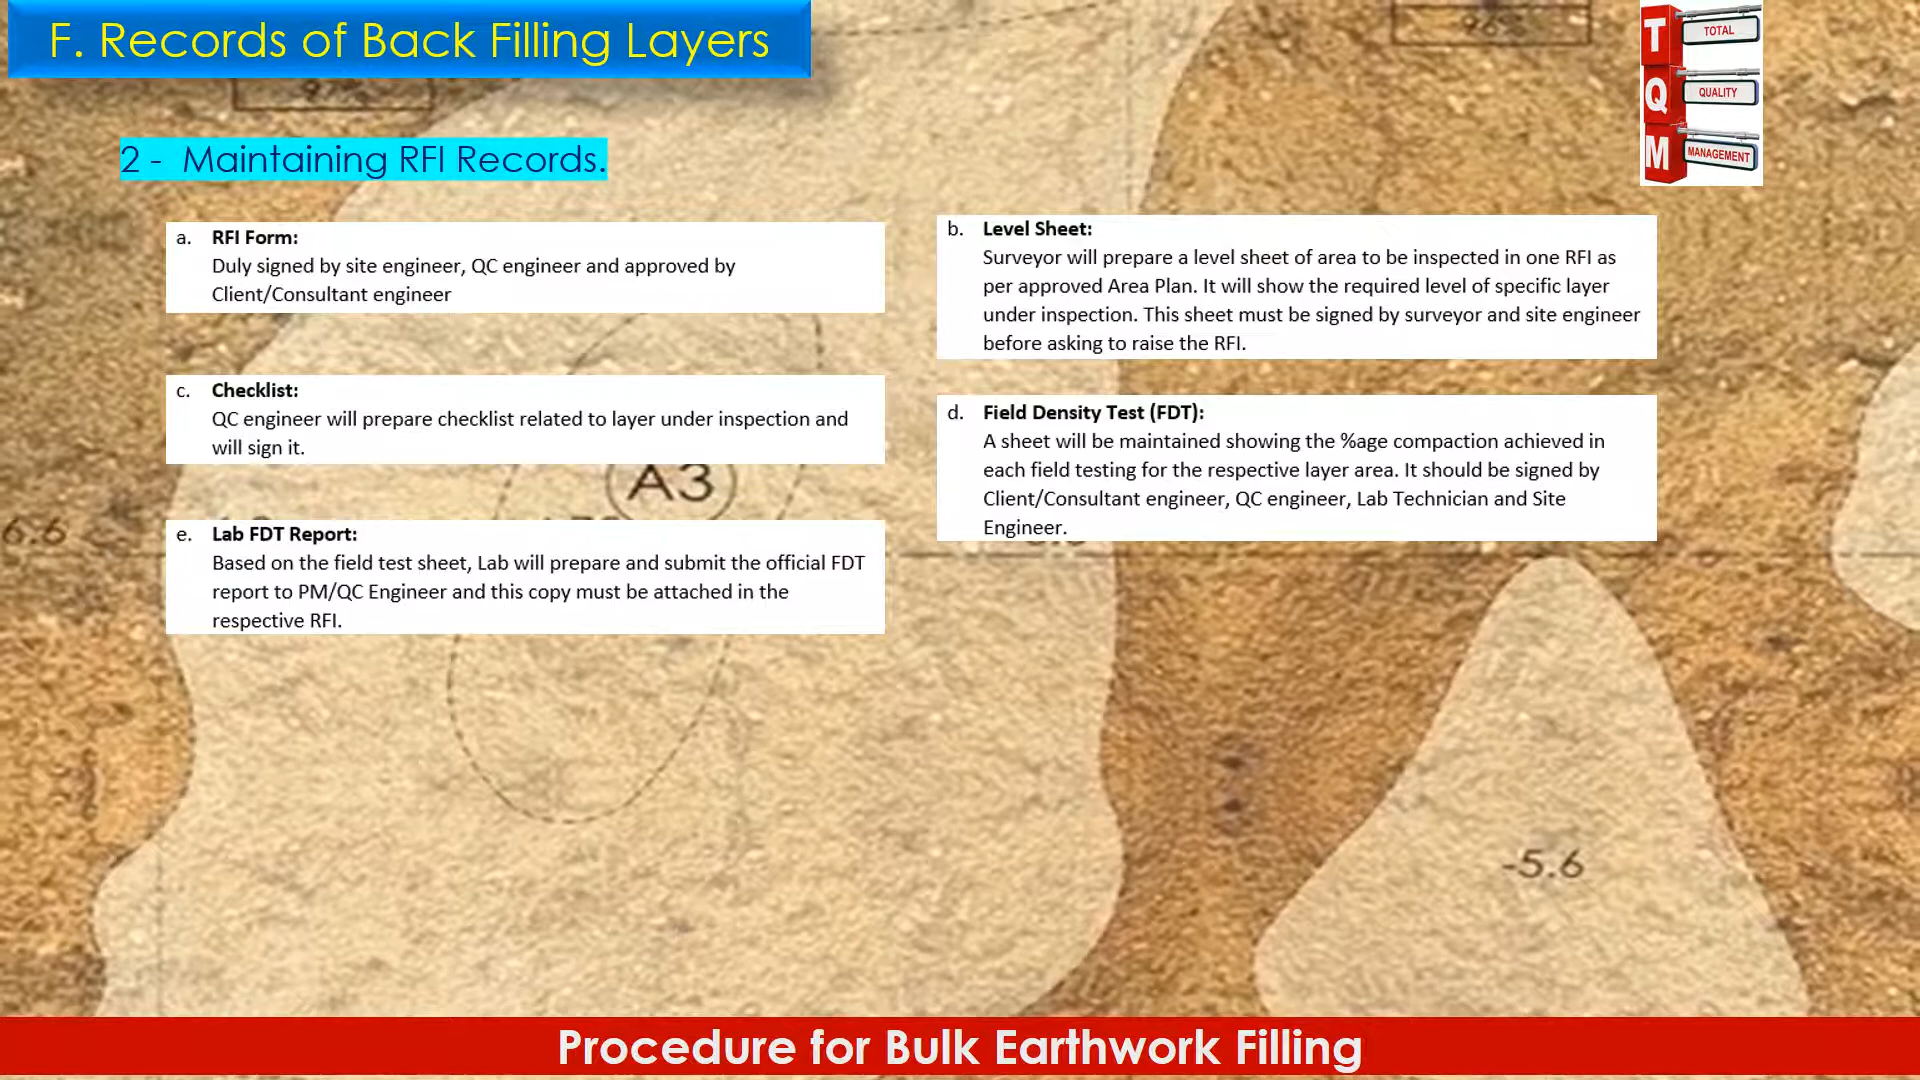 F. Records of Back Filling Layers
T
TOTAL
Q
QUALITY
M
MANAGEMENT
2 - Maintaining RFI Records.
a. RFI Form:
Duly signed by site engineer, QC engineer and approved by
Client/Consultant engineer
b. Level Sheet:
Surveyor will prepare a level sheet of area to be inspected in one RFI as
per approved Area Plan. It will show the required level of specific layer
under inspection. This sheet must be signed by surveyor and site engineer
before asking to raise the RFI.
c. Checklist:
QC engineer will prepare checklist related to layer under inspection and
will sign it.
d. Field Density Test (FDT):
A sheet will be maintained showing the %age compaction achieved in
each field testing for the respective layer area. It should be signed by
Client/Consultant engineer, QC engineer, Lab Technician and Site
Engineer.
A3
6.6
e. Lab FDT Report:
Based on the field test sheet, Lab will prepare and submit the official FDT
report to PM/QC Engineer and this copy must be attached in the
respective RFI.
-5.6
Procedure for Bulk Earthwork Filling